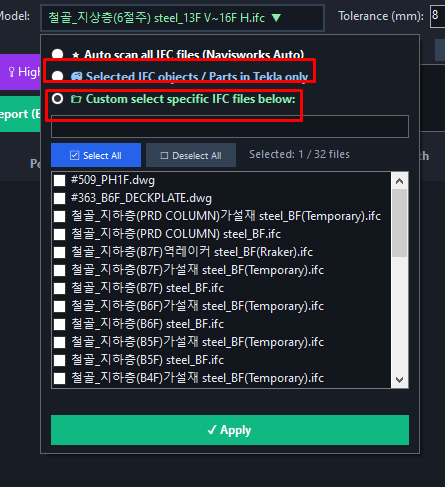 Model:
철골_지상층(6절주) steel_13F V~16F H.ifc ▼
Tolerance (mm):
8
★ Auto scan all IFC files (Navisworks Auto)
High
Selected IFC objects / Parts in Tekla only
Custom select specific IFC files below:
eport (E
☑ Select All
☐ Deselect All
Selected: 1 / 32 files
#509_PH1F.dwg
#363_B6F_DECKPLATE.dwg
철골_지하층(PRD COLUMN)가설재 steel_BF(Temporary).ifc
철골_지하층(PRD COLUMN) steel_BF.ifc
철골_지하층(B7F)역레이커 steel_BF(Rraker).ifc
철골_지하층(B7F)가설재 steel_BF(Temporary).ifc
철골_지하층(B7F) steel_BF.ifc
철골_지하층(B6F)가설재 steel_BF(Temporary).ifc
철골_지하층(B6F) steel_BF.ifc
철골_지하층(B5F)가설재 steel_BF(Temporary).ifc
철골_지하층(B5F) steel_BF.ifc
철골_지하층(B4F)가설재 steel_BF(Temporary).ifc
✓ Apply